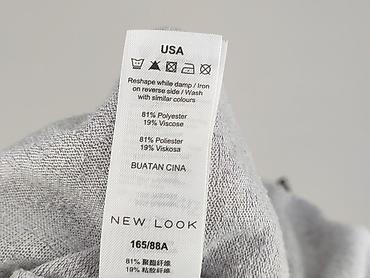 USA
Reshape while damp / Iron
on reverse side / Wash
with similar colours
81% Polyester
19% Viscose
81% Poliester
19% Viskosa
BUATAN CINA
NEW LOOK
165/88A
81% 聚酯纤维
19% 粘胶纤维